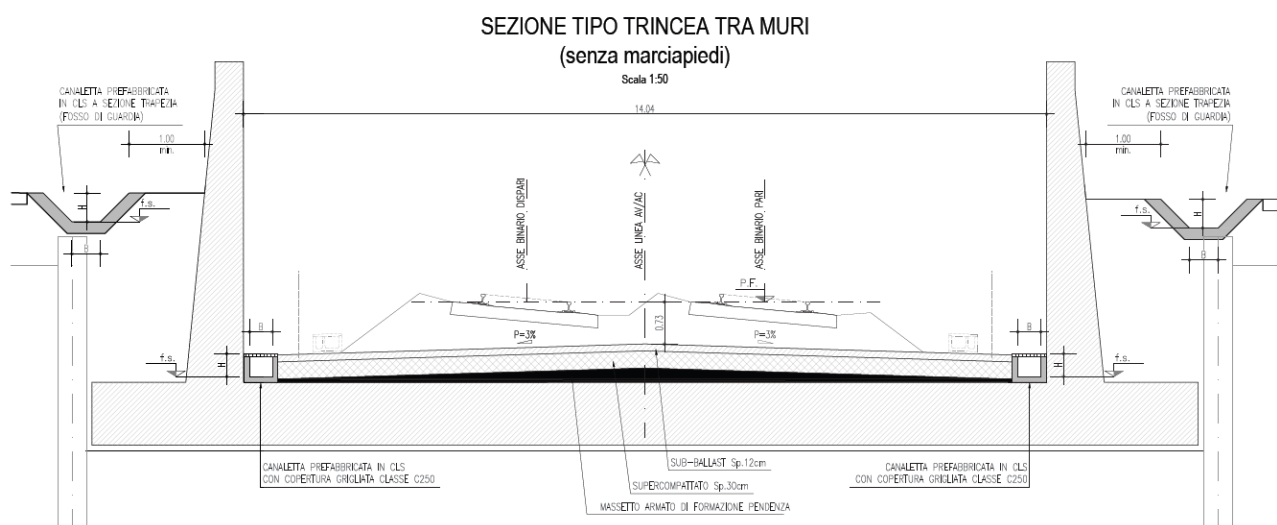 SEZIONE TIPO TRINCEA TRA MURI
(senza marciapiedi)
Scala 1:50
CANALETTA PREFABBRICATA
IN CLS A SEZIONE TRAPEZIA
(FOSSO DI GUARDIA)
CANALETTA PREFABBRICATA
IN CLS A SEZIONE TRAPEZIA
(FOSSO DI GUARDIA)
14.04
1.00
min.
1.00
min.
H
f.s.
B
f.s.
H
B
ASSE BINARIO DISPARI
ASSE LINEA AV/AC
ASSE BINARIO PARI
P.F.
0.73
P=3%
P=3%
B
H
f.s.
B
H
f.s.
CANALETTA PREFABBRICATA IN CLS
CON COPERTURA GRIGLIATA CLASSE C250
SUB-BALLAST Sp.12cm
SUPERCOMPATTATO Sp.30cm
MASSETTO ARMATO DI FORMAZIONE PENDENZA
CANALETTA PREFABBRICATA IN CLS
CON COPERTURA GRIGLIATA CLASSE C250